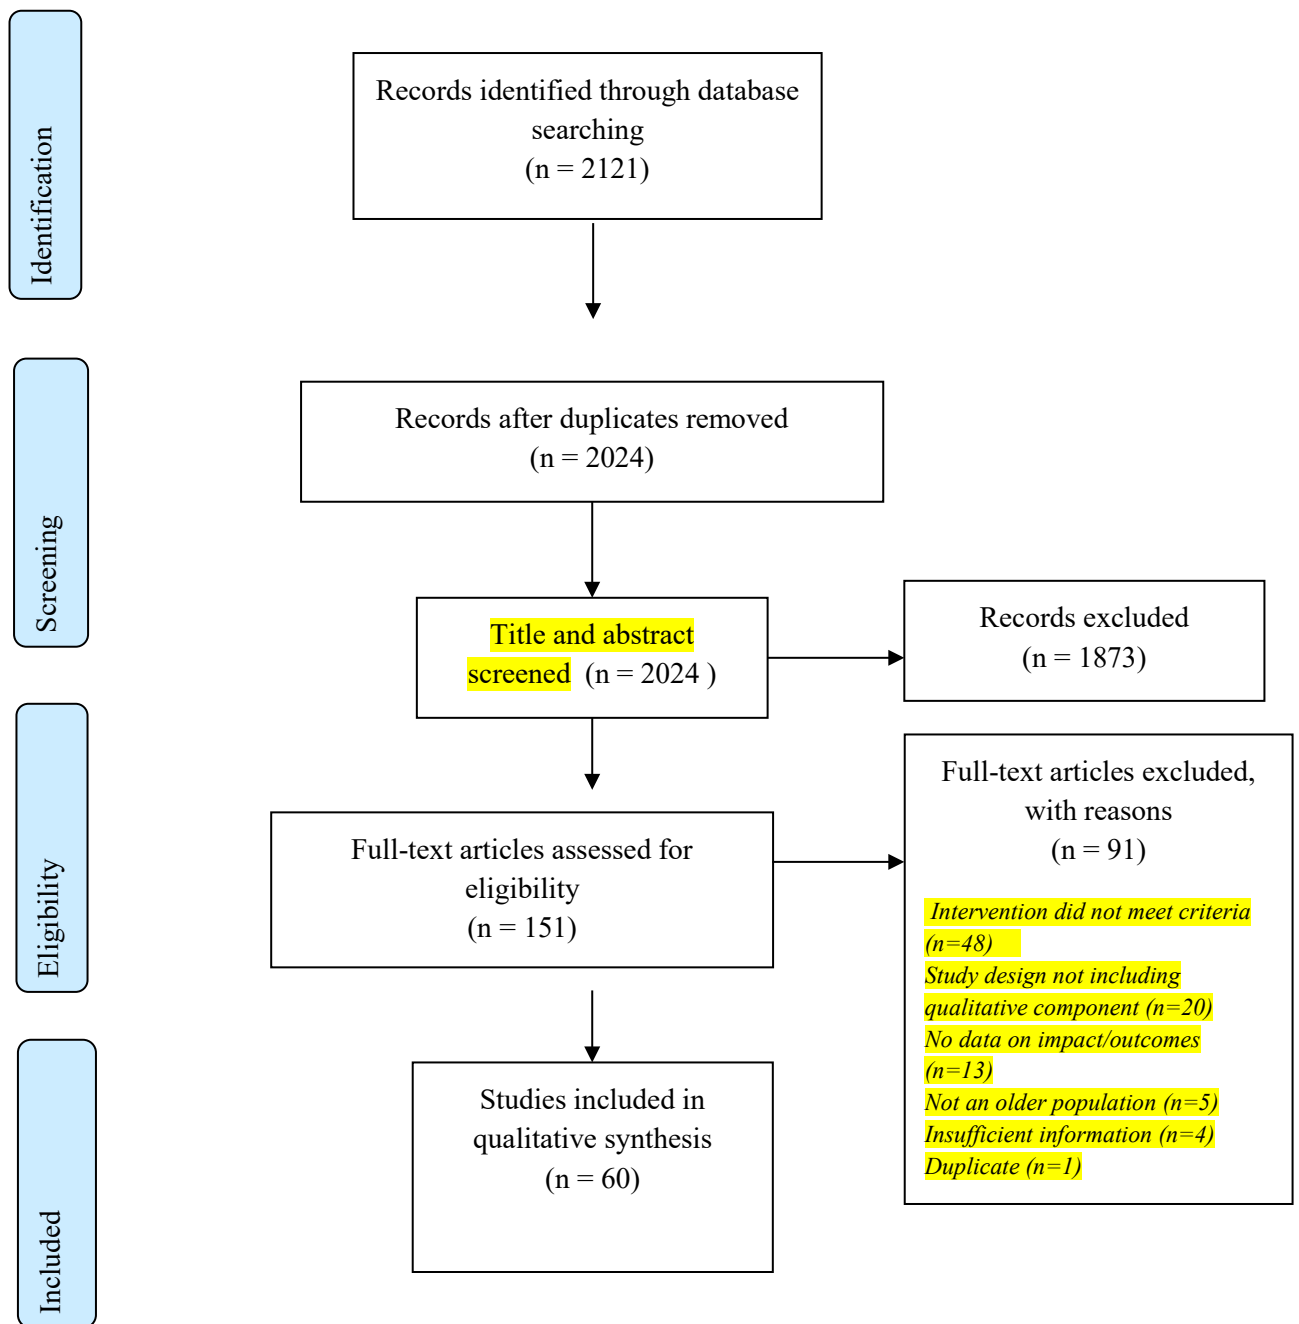 Identification
Records identified through database
searching
(n = 2121)
Screening
Records after duplicates removed
(n = 2024)
Title and abstract
screened (n = 2024 )
Records excluded
(n = 1873)
Eligibility
Full-text articles assessed for
eligibility
(n = 151)
Full-text articles excluded,
with reasons
(n = 91)
Intervention did not meet criteria
(n=48)
Study design not including
qualitative component (n=20)
No data on impact/outcomes
(n=13)
Not an older population (n=5)
Insufficient information (n=4)
Duplicate (n=1)
Included
Studies included in
qualitative synthesis
(n = 60)